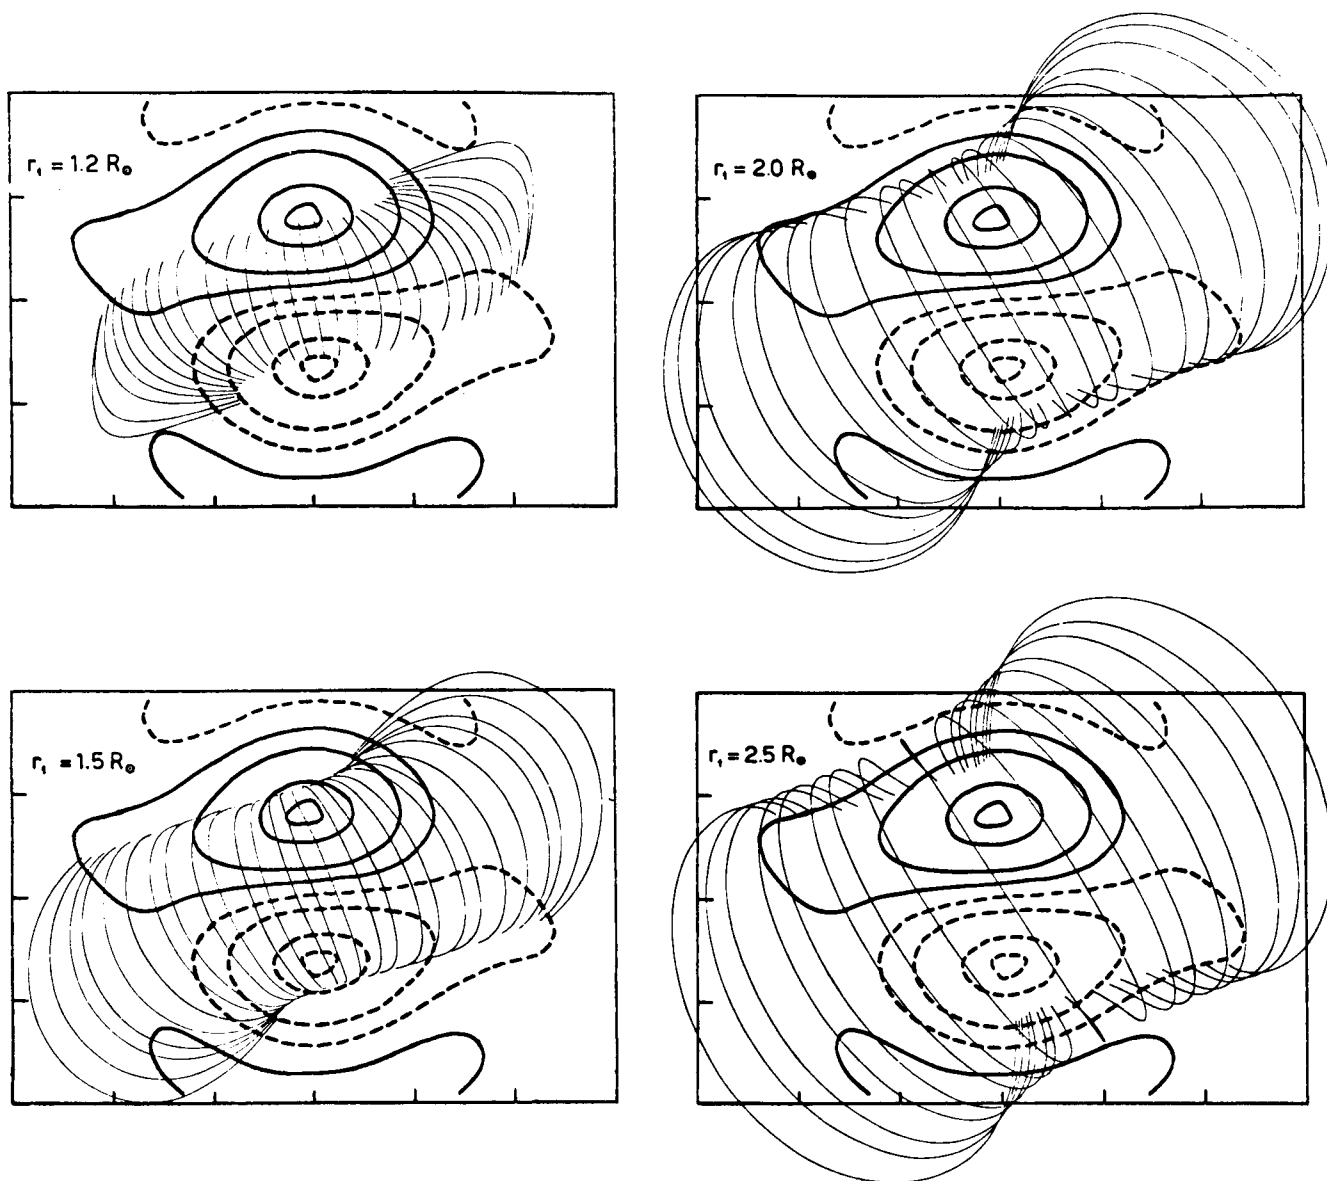 r₁ = 1.2 R⊙
r₁ = 2.0 R⊙
r₁ = 1.5 R⊙
r₁ = 2.5 R⊙